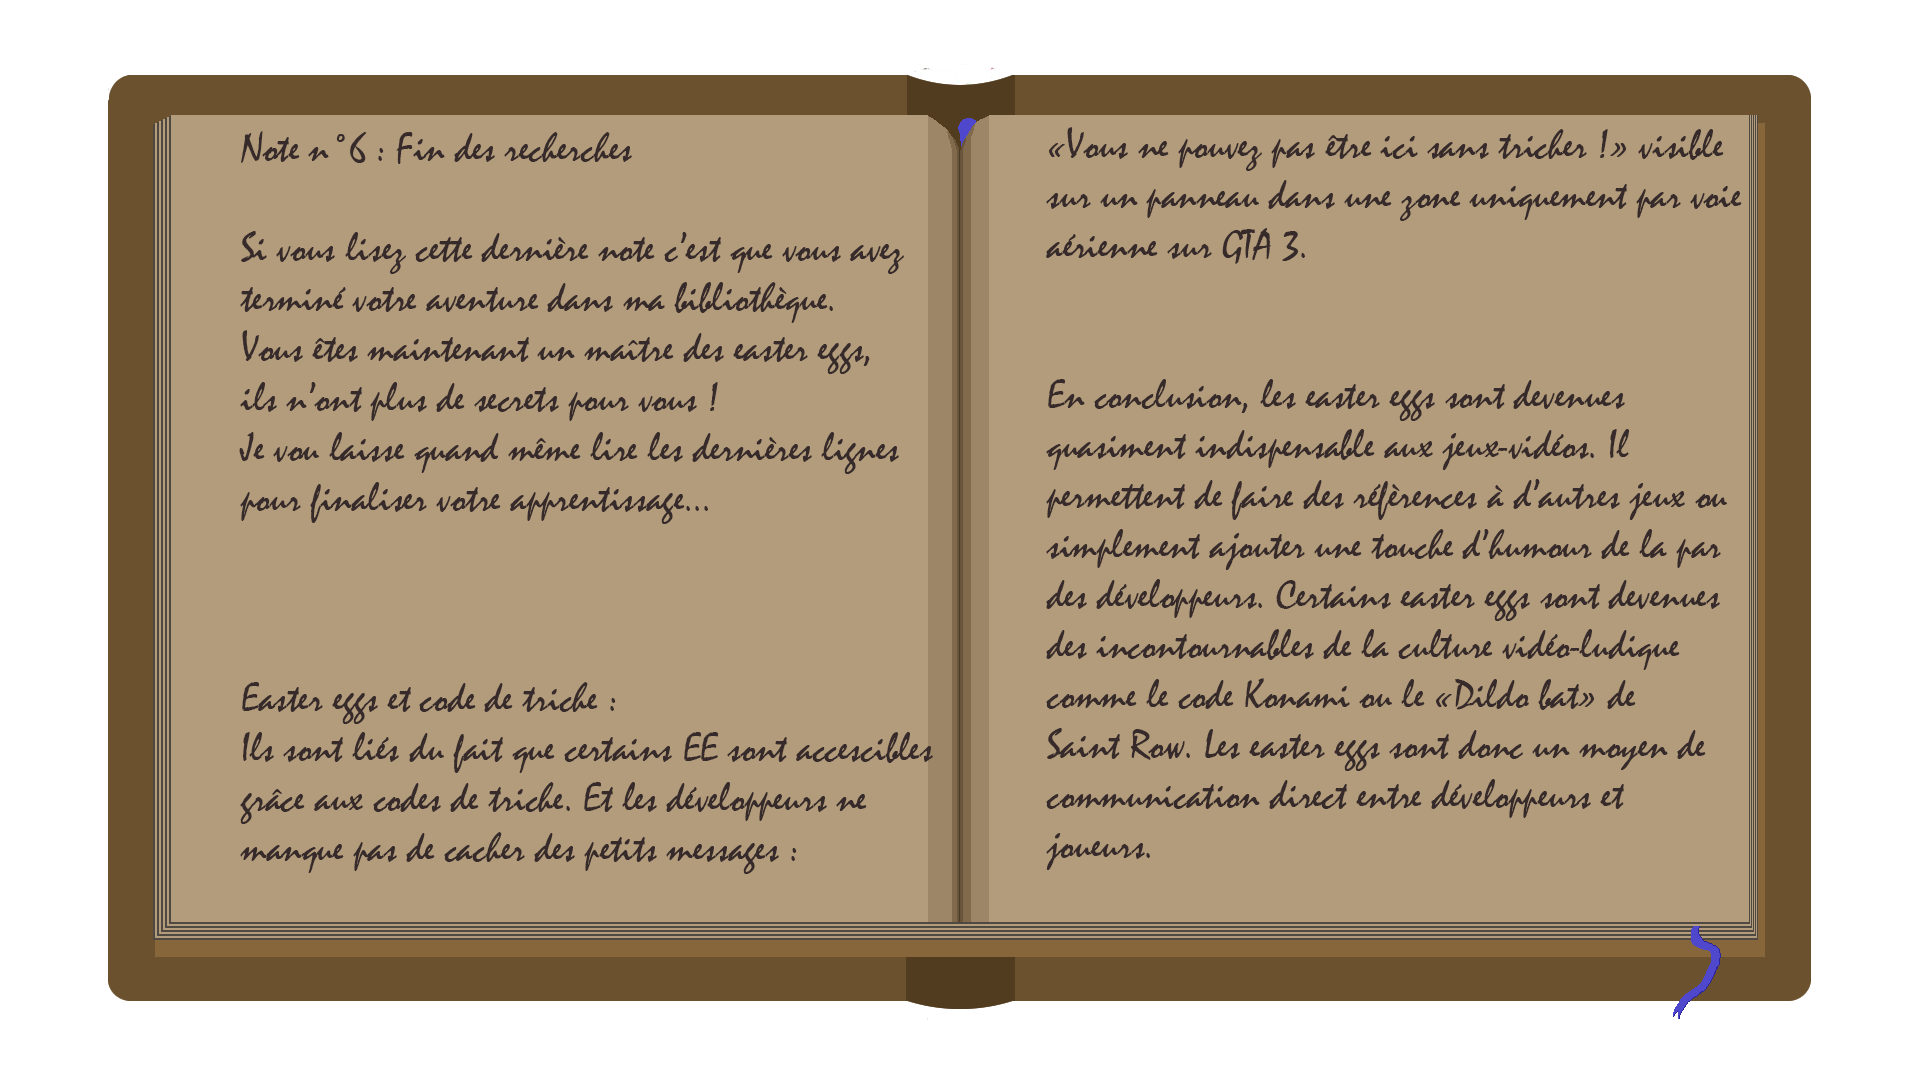 Note n°6 : Fin des recherches
Si vous lisez cette dernière note c'est que vous avez
terminé votre aventure dans ma bibliothèque.
Vous êtes maintenant un maître des easter eggs,
ils n'ont plus de secrets pour vous !
Je vou laisse quand même lire les dernières lignes
pour finaliser votre apprentissage...
Easter eggs et code de triche :
Ils sont liés du fait que certains EE sont accescibles
grâce aux codes de triche. Et les développeurs ne
manque pas de cacher des petits messages :
«Vous ne pouvez pas être ici sans tricher !» visible
sur un panneau dans une zone uniquement par voie
aérienne sur GTA 3.
En conclusion, les easter eggs sont devenues
quasiment indispensable aux jeux-vidéos. Il
permettent de faire des réfèrences à d'autres jeux ou
simplement ajouter une touche d'humour de la par
des développeurs. Certains easter eggs sont devenues
des incontournables de la culture vidéo-ludique
comme le code Konami ou le «Dildo bat» de
Saint Row. Les easter eggs sont donc un moyen de
communication direct entre développeurs et
joueurs.